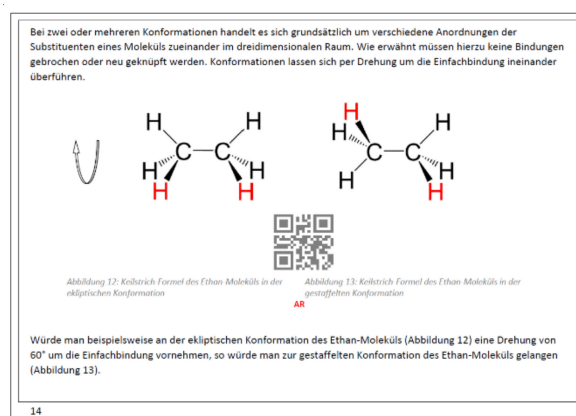 Bei zwei oder mehreren Konformationen handelt es sich grundsätzlich um verschiedene Anordnungen der
Substituenten eines Moleküls zueinander im dreidimensionalen Raum. Wie erwähnt müssen hierzu keine Bindungen
gebrochen oder neu geknüpft werden. Konformationen lassen sich per Drehung um die Einfachbindung ineinander
überführen.
H H H H
H C C H H C C H
H H H H
Abbildung 12: Keilstrich Formel des Ethan-Moleküls in der
ekliptischen Konformation
Abbildung 13: Keilstrich Formel des Ethan-Moleküls in der
gestaffelten Konformation
AR
Würde man beispielsweise an der ekliptischen Konformation des Ethan-Moleküls (Abbildung 12) eine Drehung von
60° um die Einfachbindung vornehmen, so würde man zur gestaffelten Konformation des Ethan-Moleküls gelangen
(Abbildung 13).
14